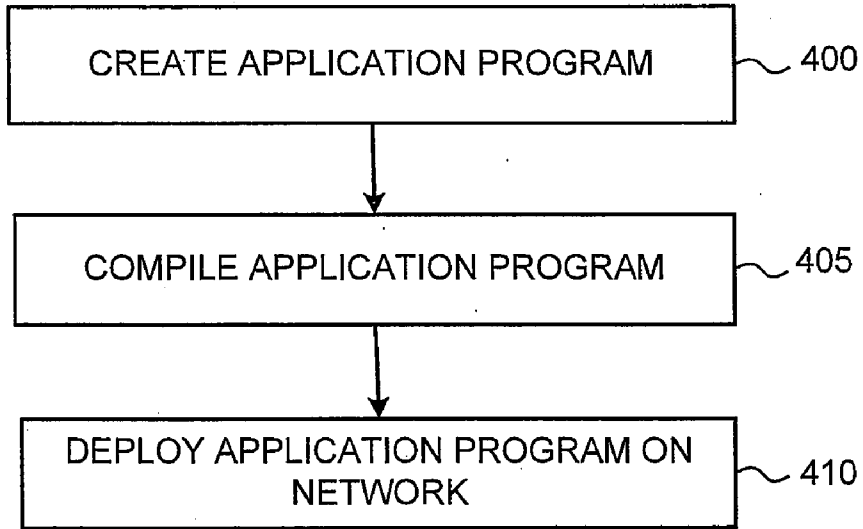 CREATE APPLICATION PROGRAM
400
COMPILE APPLICATION PROGRAM
405
DEPLOY APPLICATION PROGRAM ON
NETWORK
410